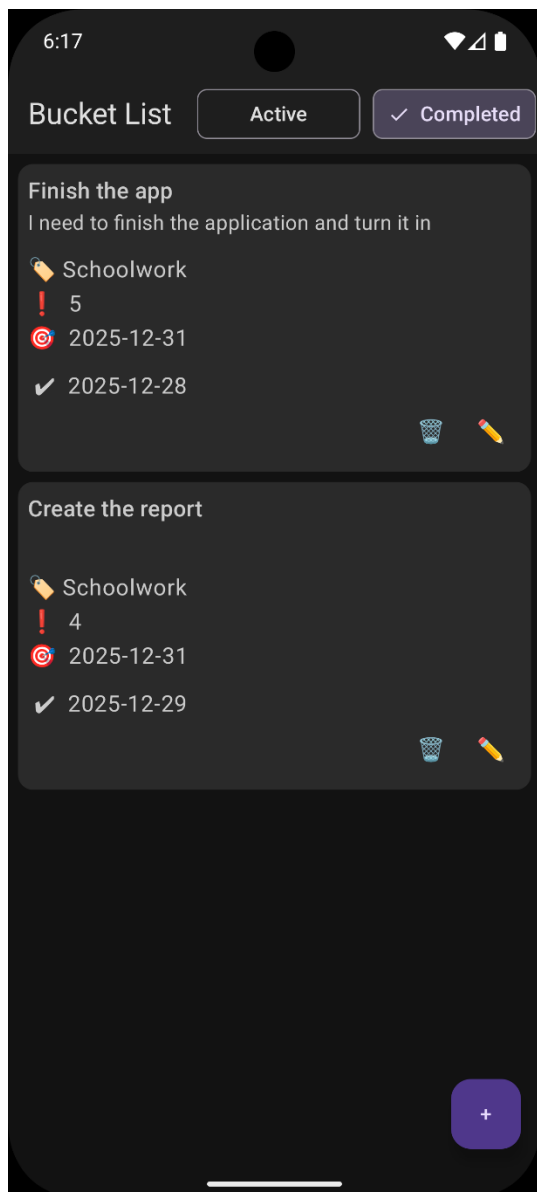 6:17
Bucket List
Active
✓ Completed
Finish the app
I need to finish the application and turn it in
🏷️ Schoolwork
❗ 5
🎯 2025-12-31
✔ 2025-12-28
🗑️ ✏️
Create the report
🏷️ Schoolwork
❗ 4
🎯 2025-12-31
✔ 2025-12-29
🗑️ ✏️
+